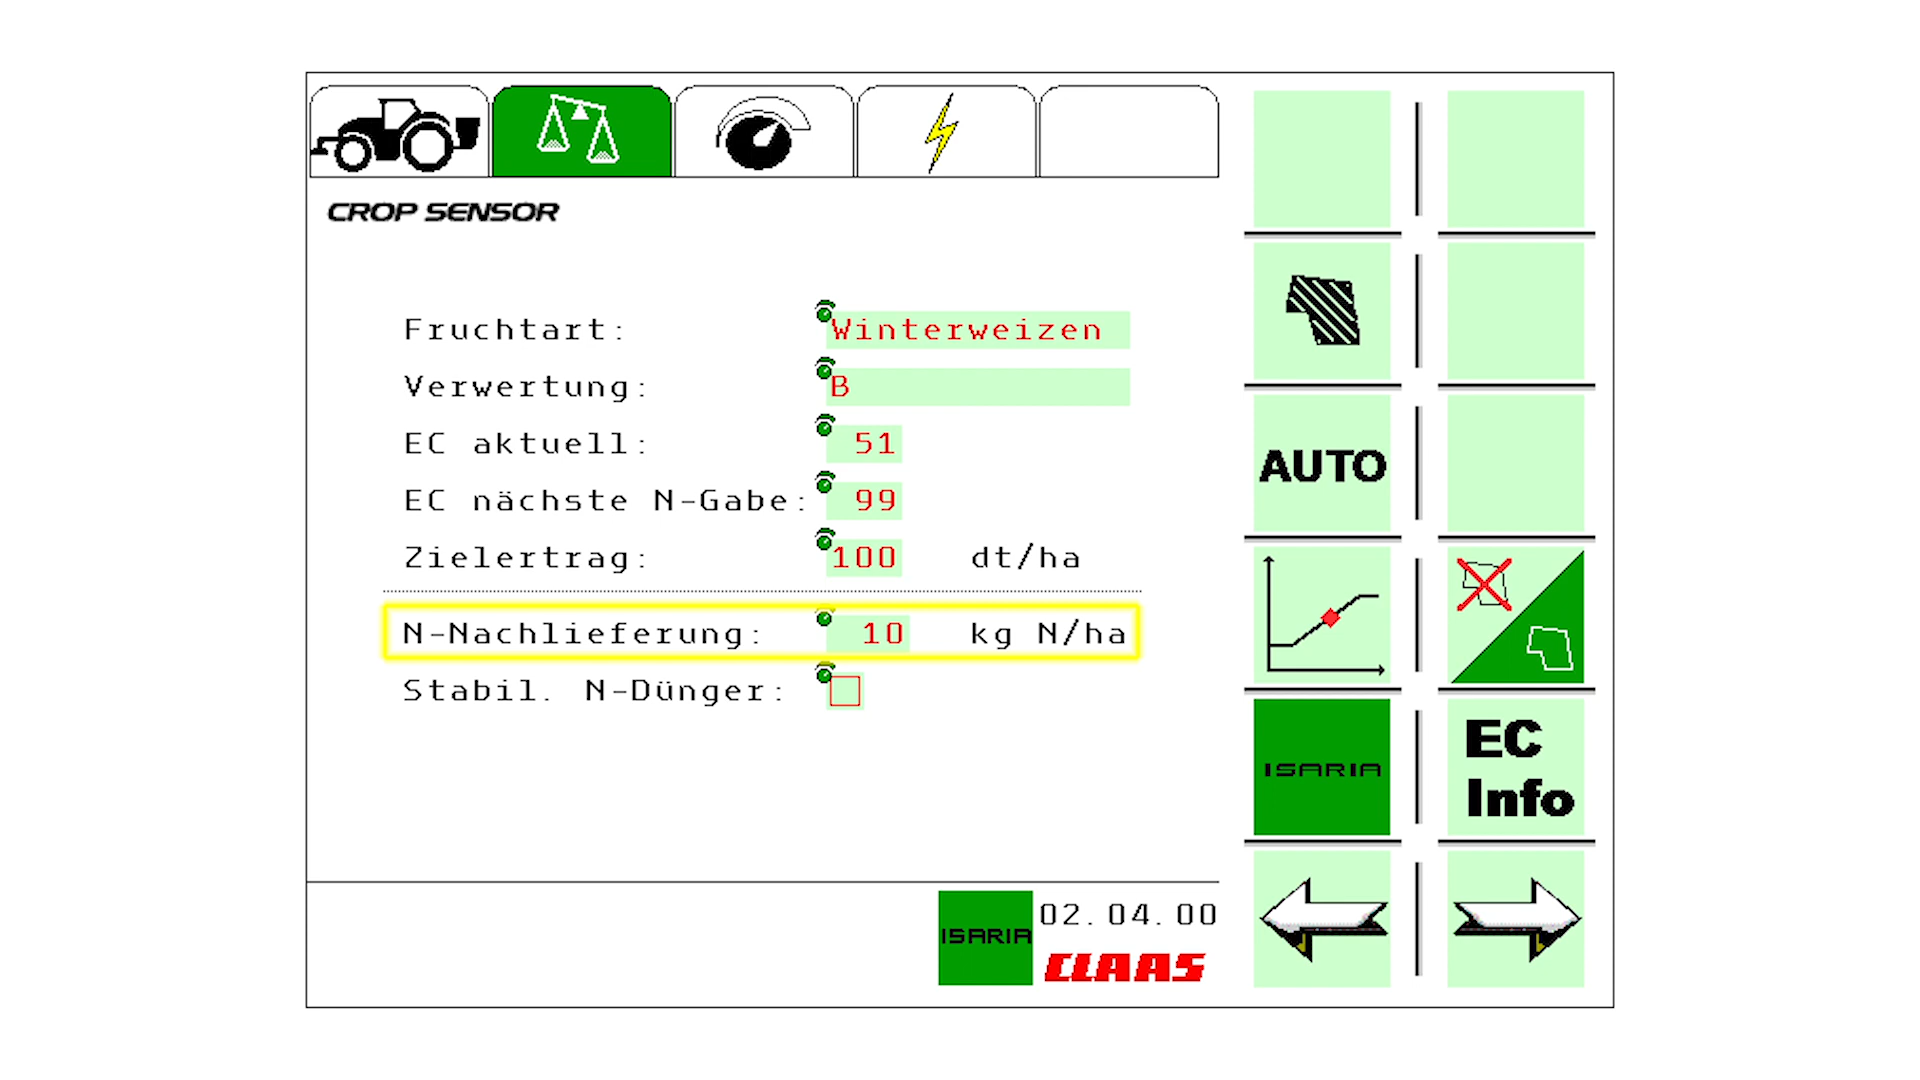 CROP SENSOR
Fruchtart: Winterweizen
Verwertung: B
EC aktuell: 51
EC nächste N-Gabe: 99
Zielertrag: 100 dt/ha
N-Nachlieferung: 10 kg N/ha
Stabil. N-Dünger:
AUTO
ISARIA
EC
Info
ISARIA
02.04.00
CLAAS